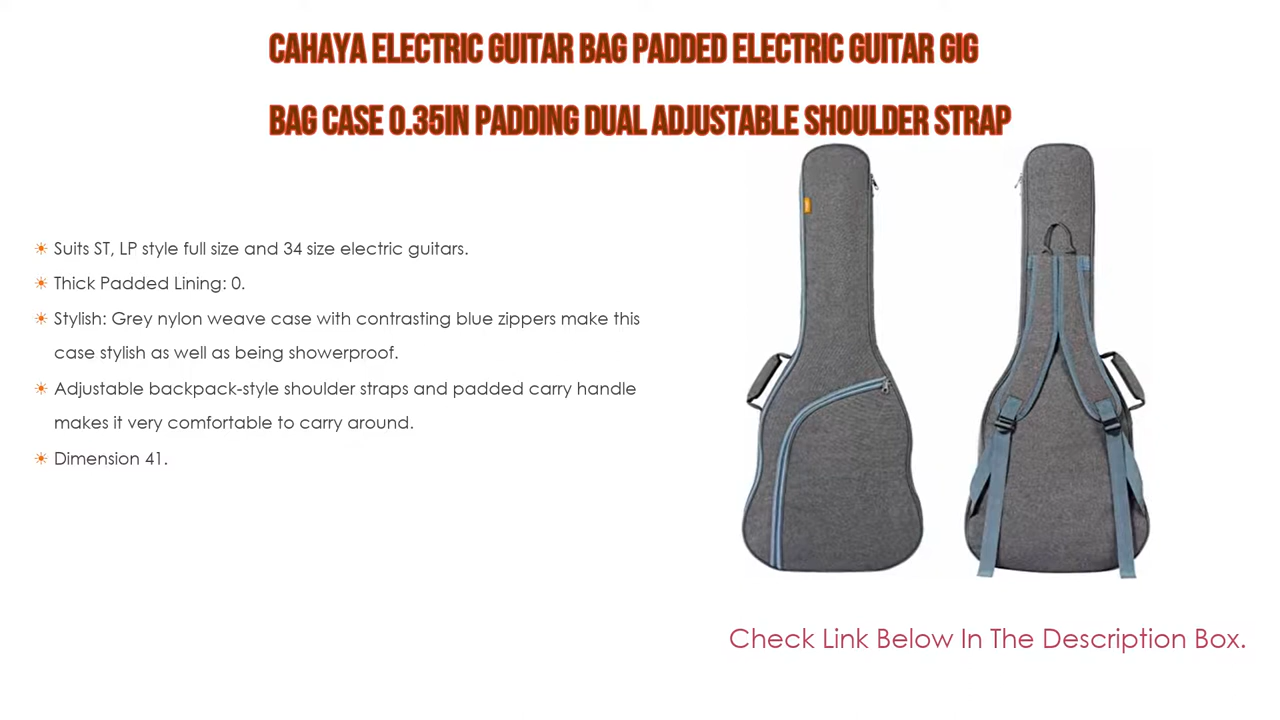 CAHAYA ELECTRIC GUITAR BAG PADDED ELECTRIC GUITAR GIG
BAG CASE 0.35IN PADDING DUAL ADJUSTABLE SHOULDER STRAP
Suits ST, LP style full size and 34 size electric guitars.
Thick Padded Lining: 0.
Stylish: Grey nylon weave case with contrasting blue zippers make this
case stylish as well as being showerproof.
Adjustable backpack-style shoulder straps and padded carry handle
makes it very comfortable to carry around.
Dimension 41.
Check Link Below In The Description Box.